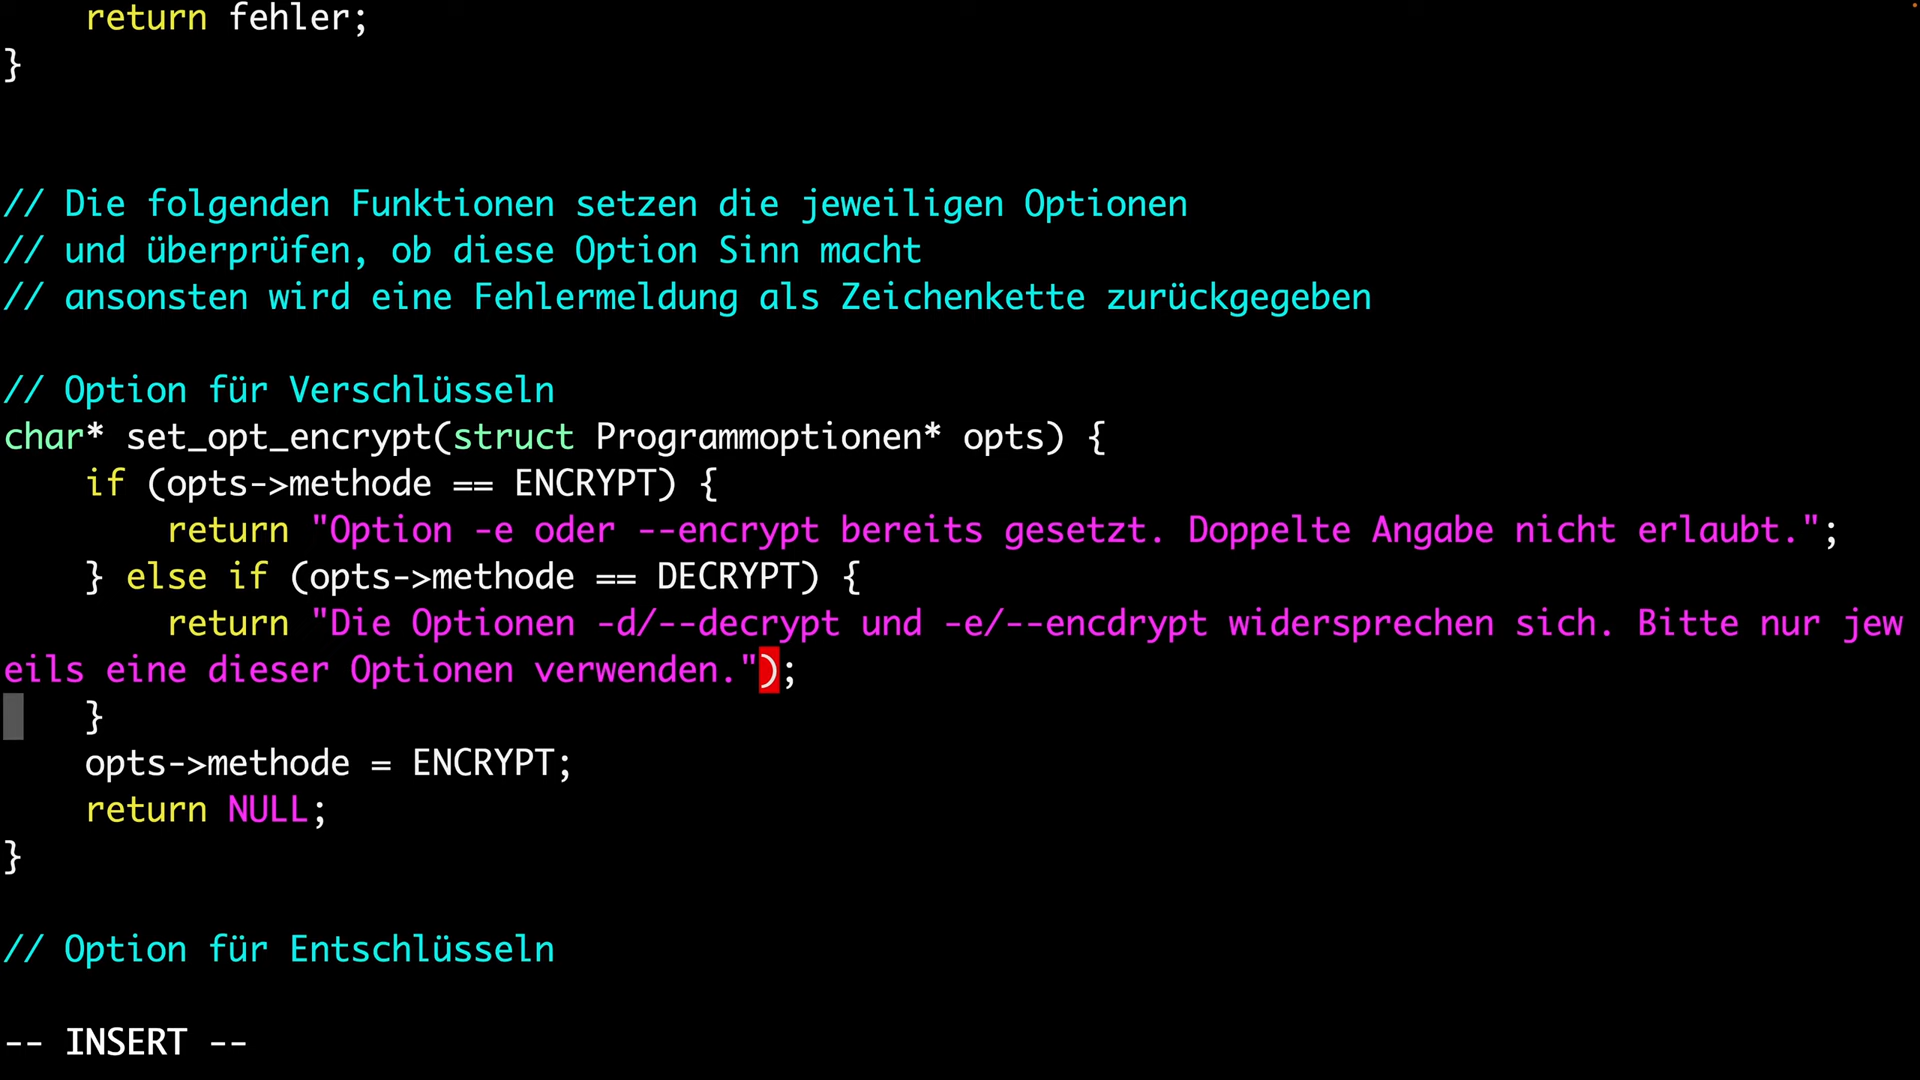 return fehler;
}
// Die folgenden Funktionen setzen die jeweiligen Optionen
// und überprüfen, ob diese Option Sinn macht
// ansonsten wird eine Fehlermeldung als Zeichenkette zurückgegeben
// Option für Verschlüsseln
char* set_opt_encrypt(struct Programmoptionen* opts) {
    if (opts->methode == ENCRYPT) {
        return "Option -e oder --encrypt bereits gesetzt. Doppelte Angabe nicht erlaubt.";
    } else if (opts->methode == DECRYPT) {
        return "Die Optionen -d/--decrypt und -e/--encdrypt widersprechen sich. Bitte nur jew
eils eine dieser Optionen verwenden.");
    }
    opts->methode = ENCRYPT;
    return NULL;
}
// Option für Entschlüsseln
-- INSERT --